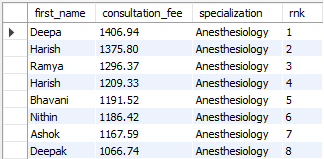 first_name consultation_fee specialization rnk
Deepa 1406.94 Anesthesiology 1
Harish 1375.80 Anesthesiology 2
Ramya 1296.37 Anesthesiology 3
Harish 1209.33 Anesthesiology 4
Bhavani 1191.52 Anesthesiology 5
Nithin 1186.42 Anesthesiology 6
Ashok 1167.59 Anesthesiology 7
Deepak 1066.74 Anesthesiology 8